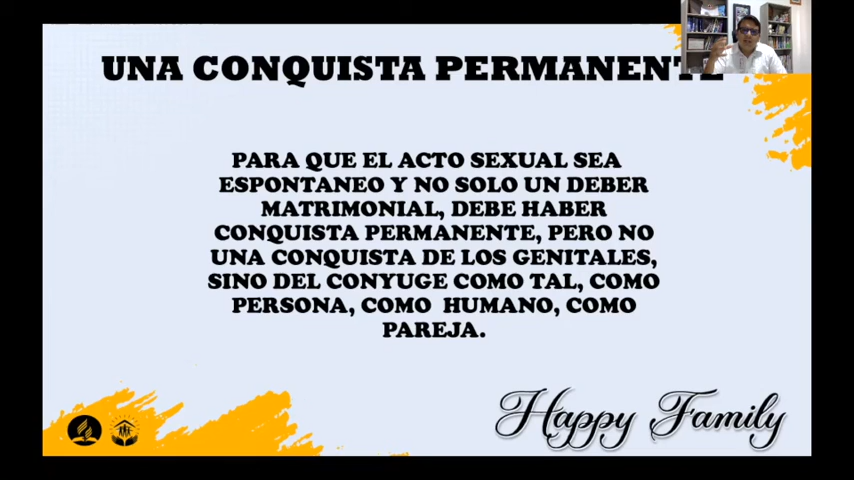 UNA CONQUISTA PERMANENTE
PARA QUE EL ACTO SEXUAL SEA
ESPONTANEO Y NO SOLO UN DEBER
MATRIMONIAL, DEBE HABER
CONQUISTA PERMANENTE, PERO NO
UNA CONQUISTA DE LOS GENITALES,
SINO DEL CONYUGE COMO TAL, COMO
PERSONA, COMO HUMANO, COMO
PAREJA.
Happy Family